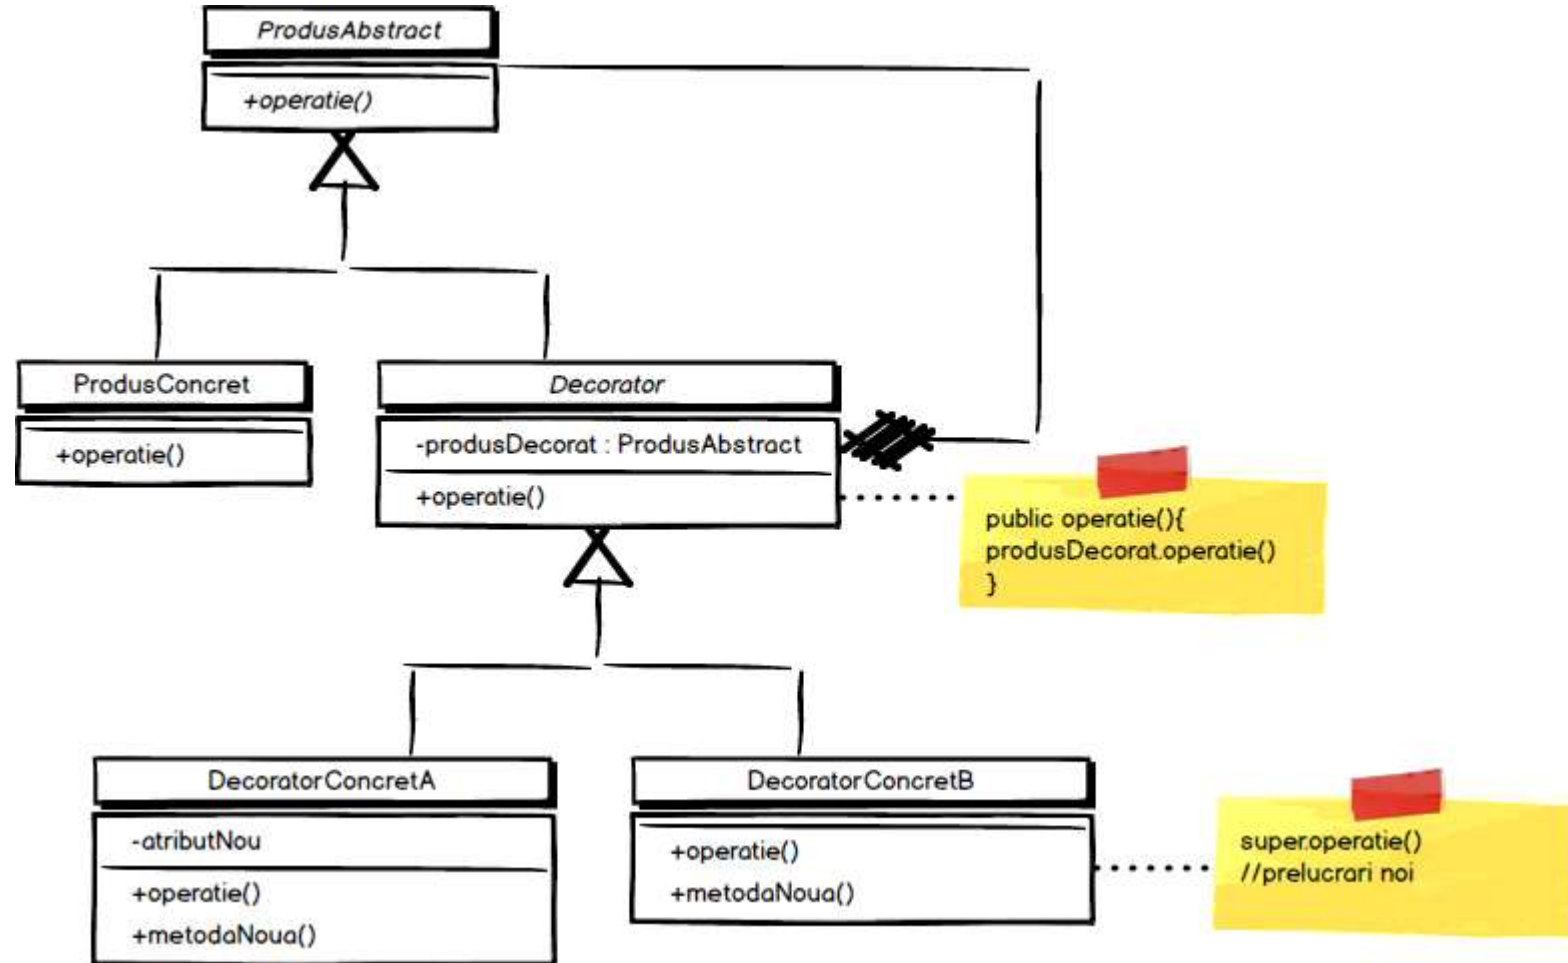 ProdusAbstract
+operatie()
ProdusConcret
+operatie()
Decorator
-produsDecorat : ProdusAbstract
+operatie()
public operatie(){
produsDecorat.operatie()
}
DecoratorConcretA
-atributNou
+operatie()
+metodaNoua()
DecoratorConcretB
+operatie()
+metodaNoua()
super.operatie()
//prelucrari noi